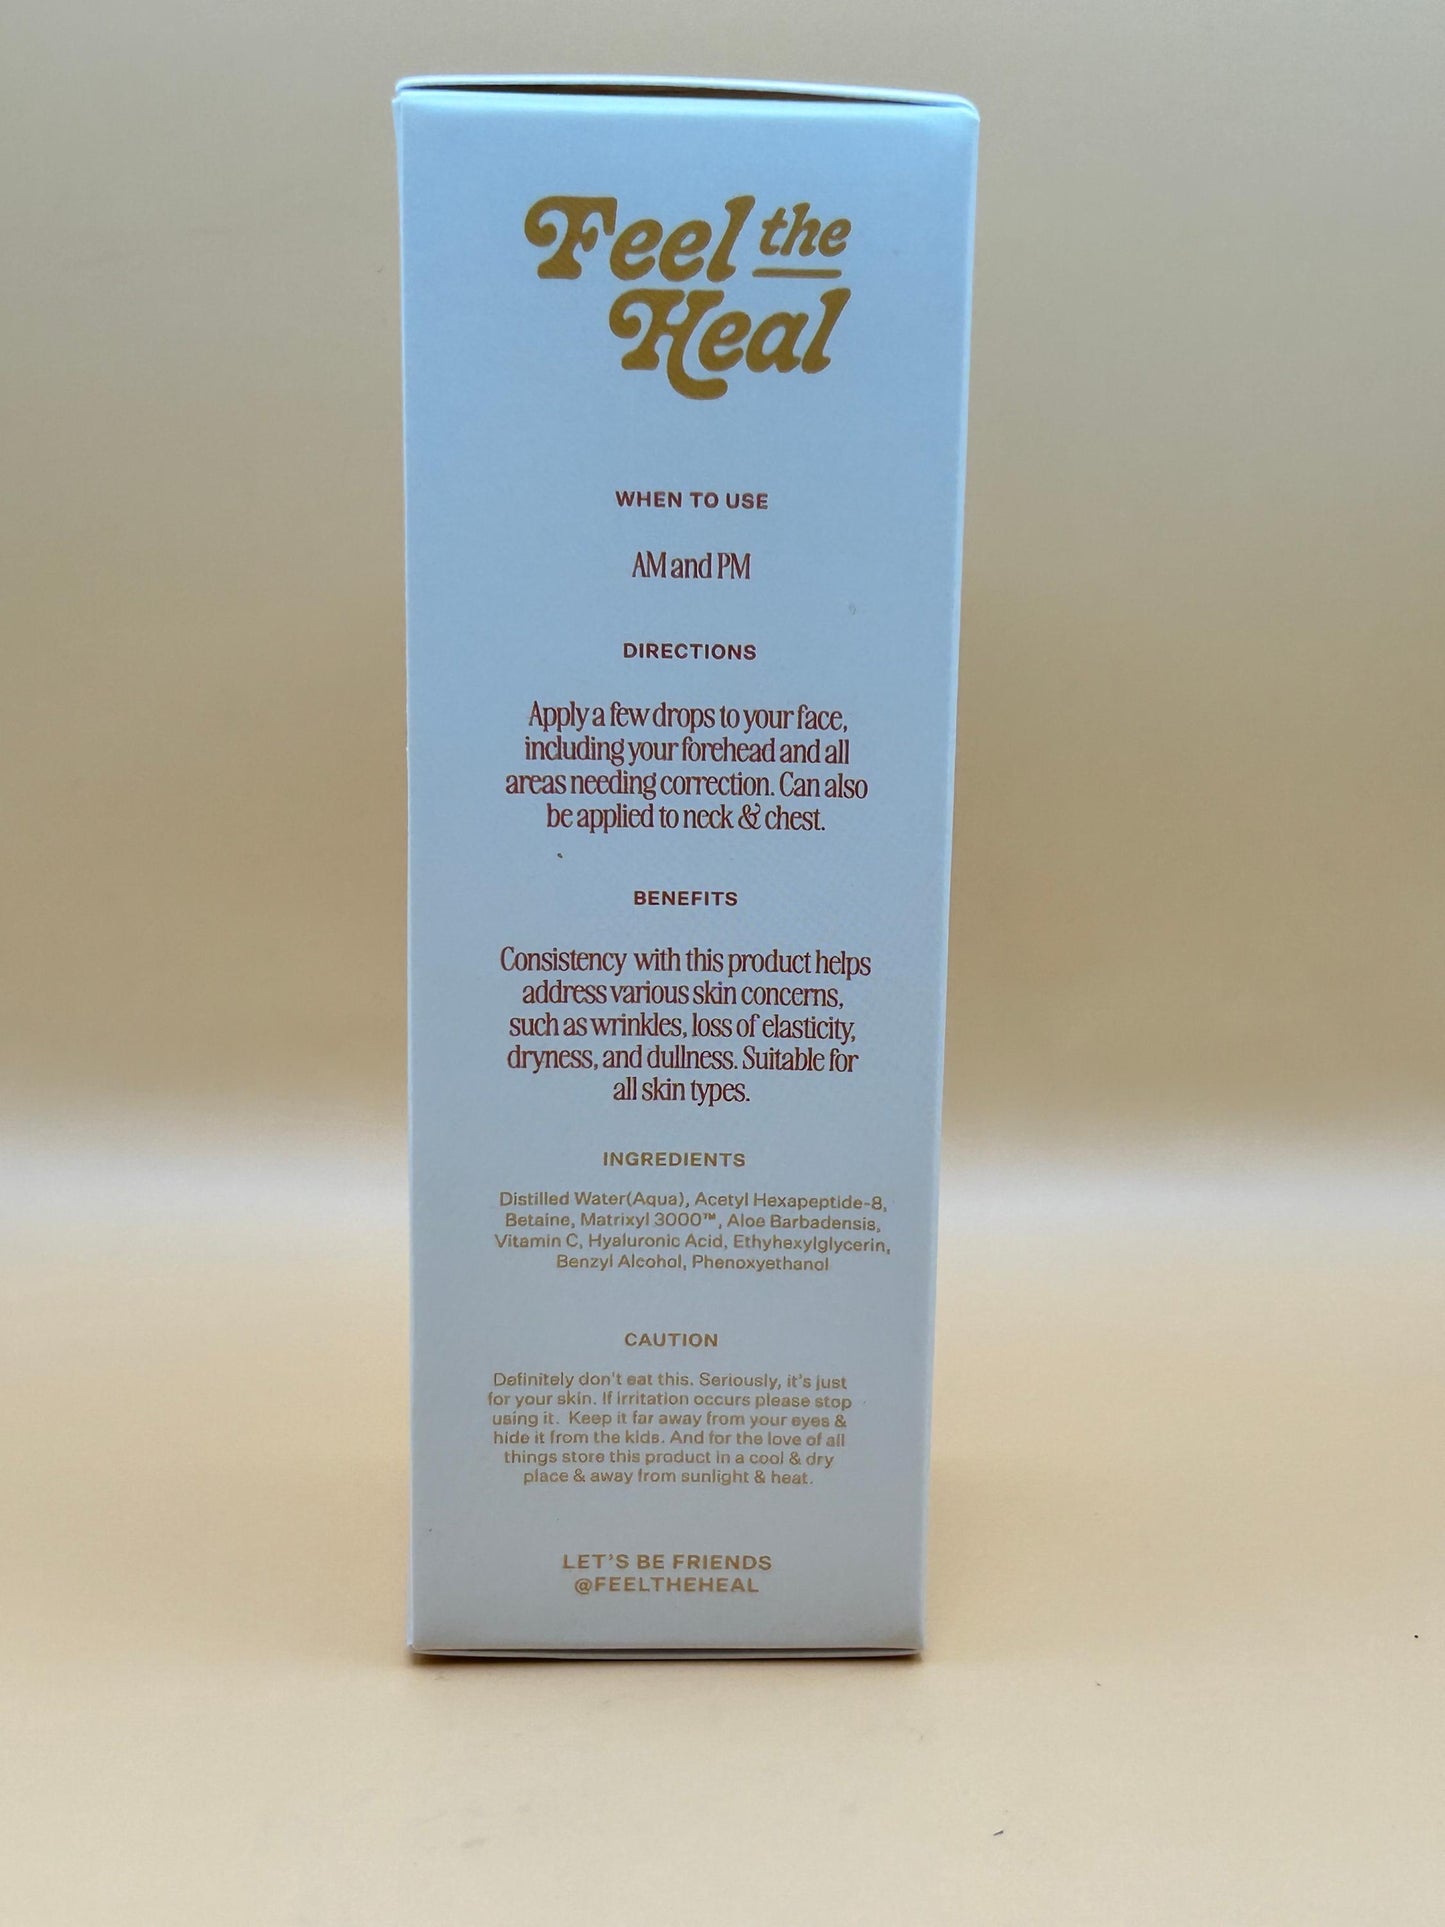 Feel the
Heal
WHEN TO USE
AM and PM
DIRECTIONS
Apply a few drops to your face,
including your forehead and all
areas needing correction. Can also
be applied to neck & chest.
BENEFITS
Consistency with this product helps
address various skin concerns,
such as wrinkles, loss of elasticity,
dryness, and dullness. Suitable for
all skin types.
INGREDIENTS
Distilled Water(Aqua), Acetyl Hexapeptide-8,
Betaine, Matrixyl 3000™, Aloe Barbadensis,
Vitamin C, Hyaluronic Acid, Ethyhexylglycerin,
Benzyl Alcohol, Phenoxyethanol
CAUTION
Definitely don't eat this. Seriously, it's just
for your skin. If irritation occurs please stop
using it. Keep it far away from your eyes &
hide it from the kids. And for the love of all
things store this product in a cool & dry
place & away from sunlight & heat.
LET'S BE FRIENDS
@FEELTHEHEAL